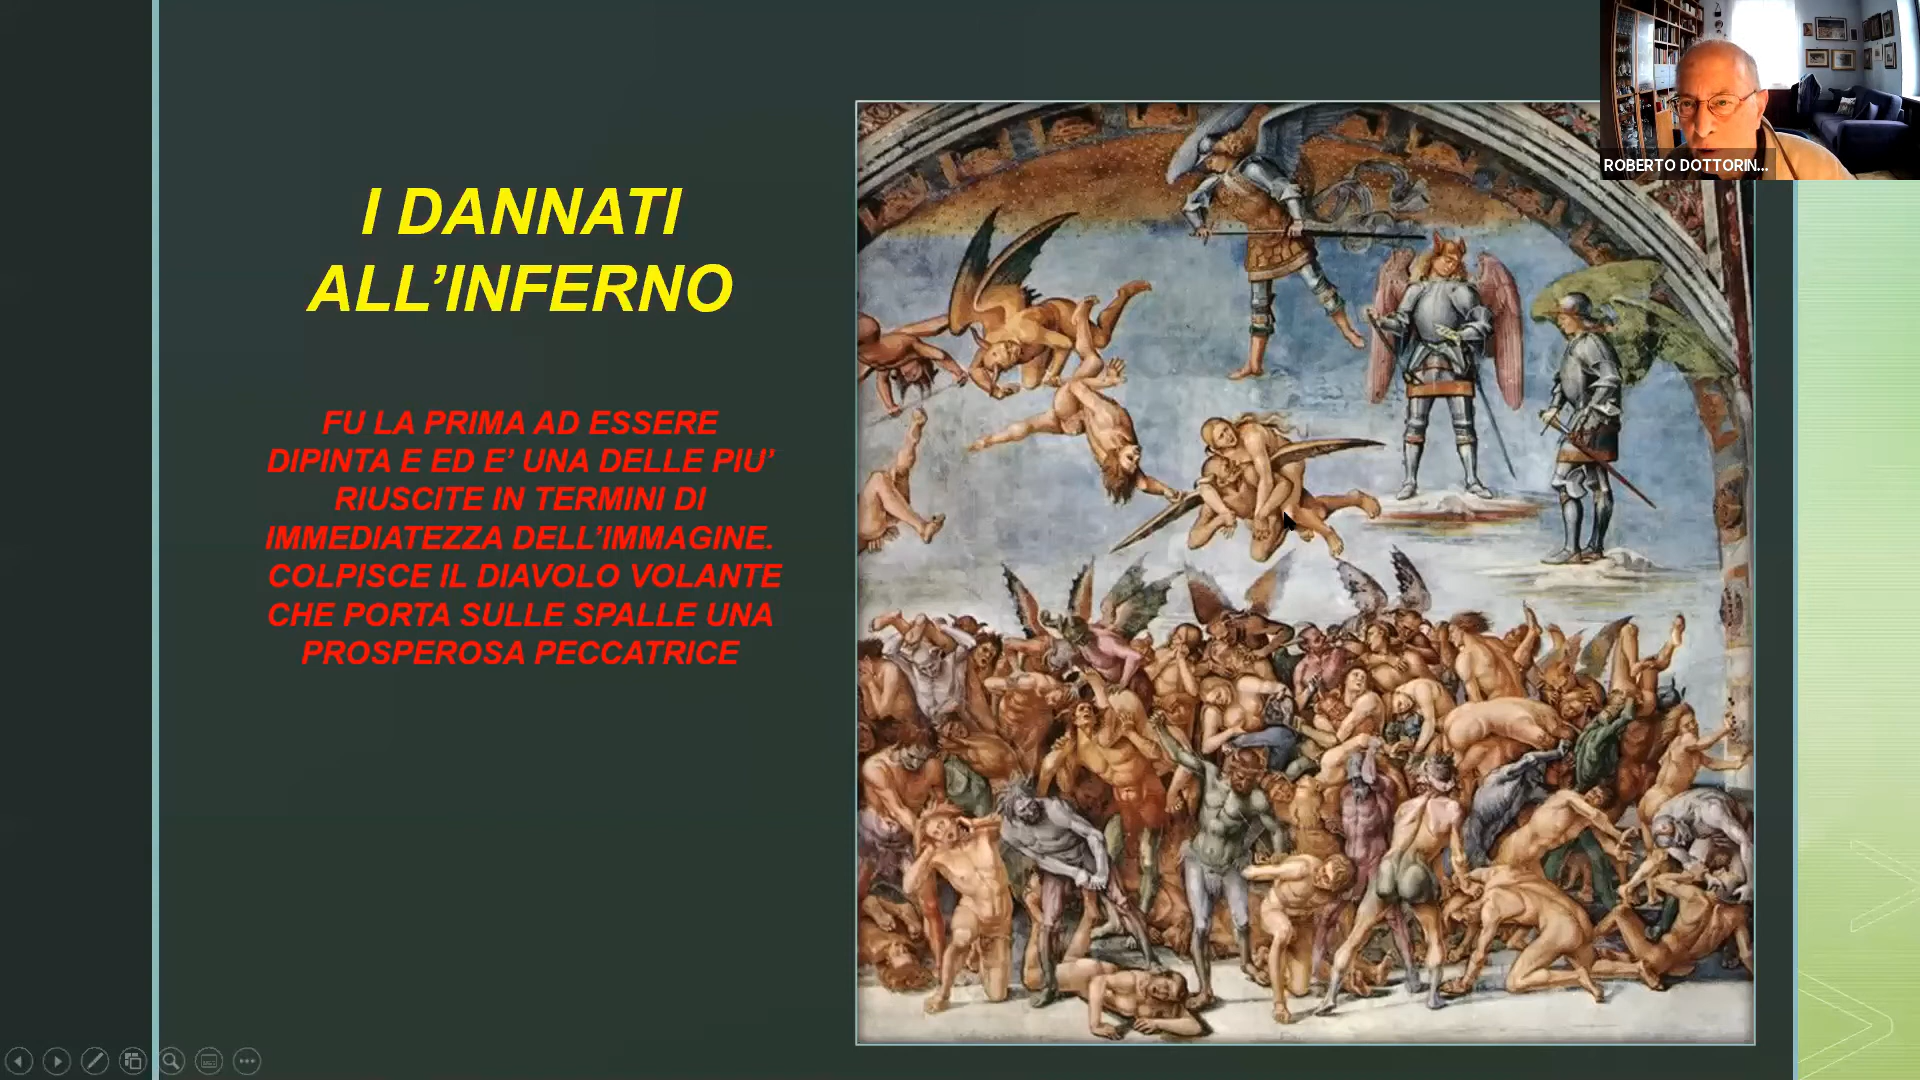 I DANNATI
ALL’INFERNO
FU LA PRIMA AD ESSERE
DIPINTA E ED E’ UNA DELLE PIU’
RIUSCITE IN TERMINI DI
IMMEDIATEZZA DELL’IMMAGINE.
COLPISCE IL DIAVOLO VOLANTE
CHE PORTA SULLE SPALLE UNA
PROSPEROSA PECCATRICE
ROBERTO DOTTORIN...